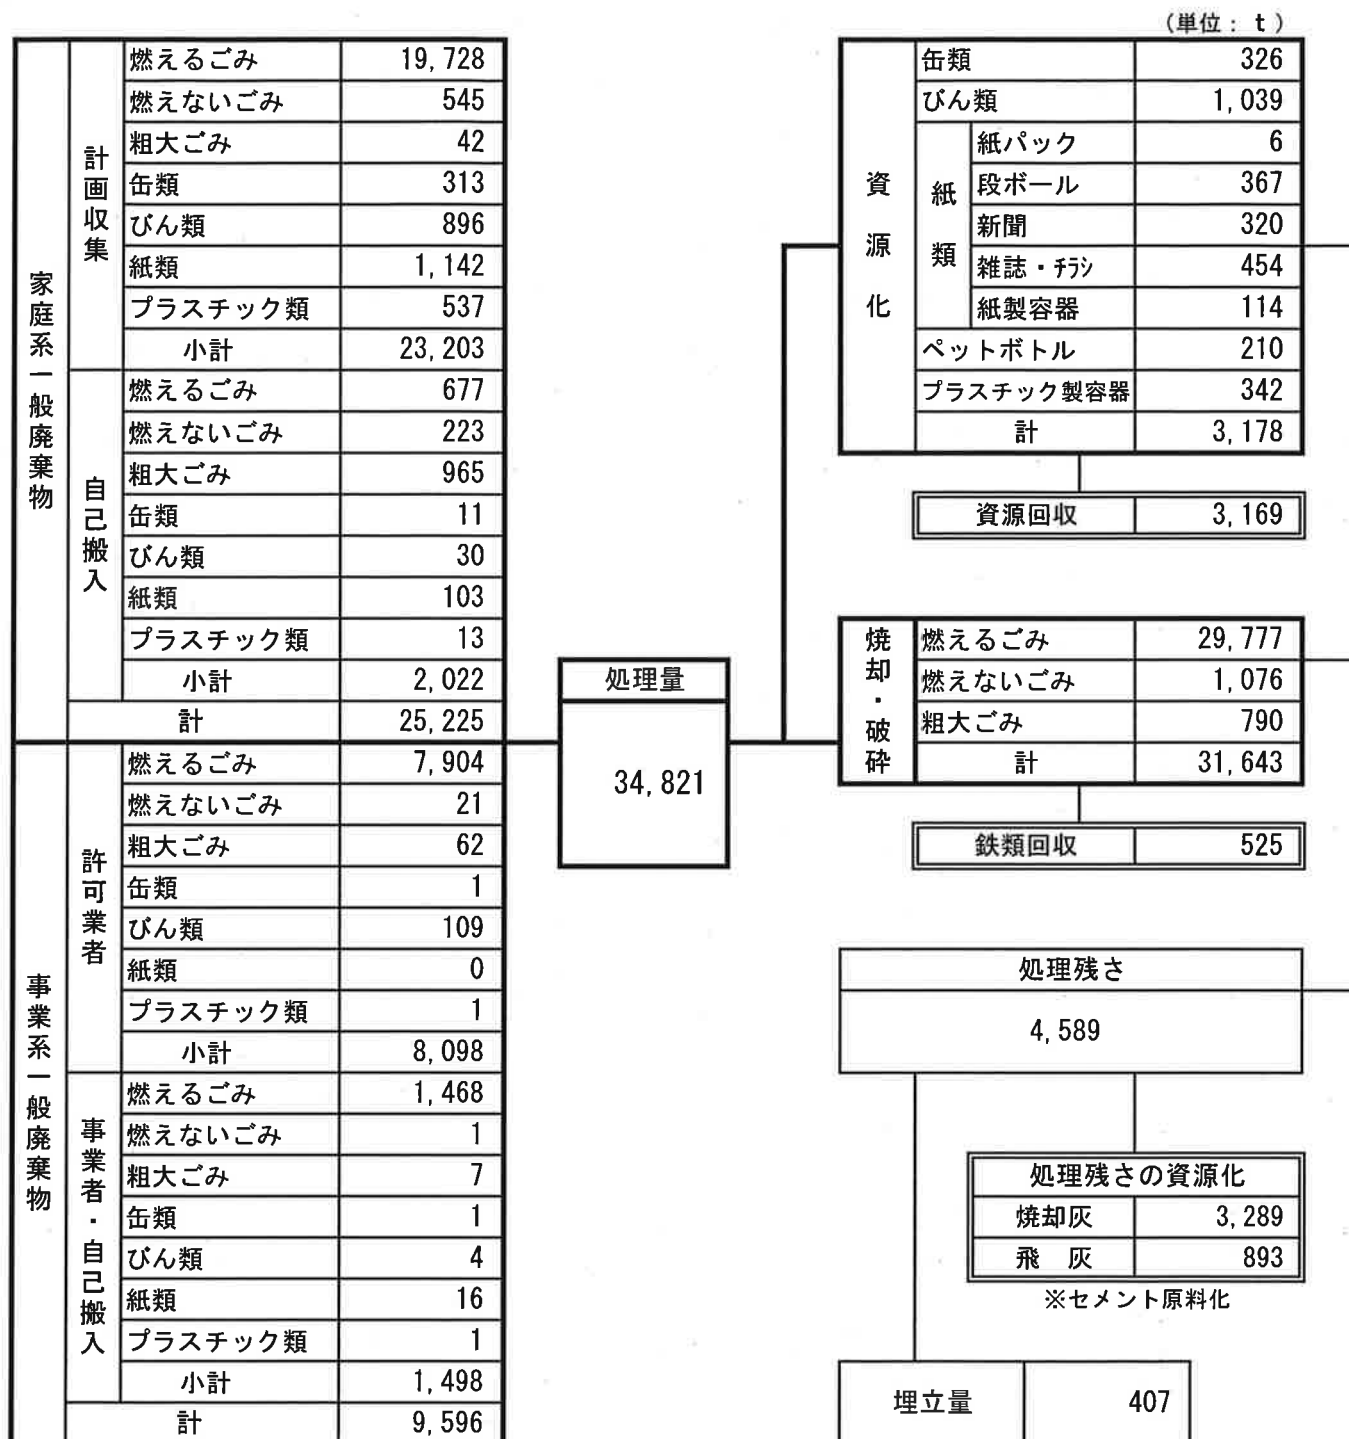 (単位: t)
家庭系一般廃棄物
計画収集
燃えるごみ 19,728
燃えないごみ 545
粗大ごみ 42
缶類 313
びん類 896
紙類 1,142
プラスチック類 537
小計 23,203
自己搬入
燃えるごみ 677
燃えないごみ 223
粗大ごみ 965
缶類 11
びん類 30
紙類 103
プラスチック類 13
小計 2,022
計 25,225
事業系一般廃棄物
許可業者
燃えるごみ 7,904
燃えないごみ 21
粗大ごみ 62
缶類 1
びん類 109
紙類 0
プラスチック類 1
小計 8,098
事業者・自己搬入
燃えるごみ 1,468
燃えないごみ 1
粗大ごみ 7
缶類 1
びん類 4
紙類 16
プラスチック類 1
小計 1,498
計 9,596
処理量
34,821
資源化
缶類 326
びん類 1,039
紙類
紙パック 6
段ボール 367
新聞 320
雑誌・チラシ 454
紙製容器 114
ペットボトル 210
プラスチック製容器 342
計 3,178
資源回収 3,169
焼却・破砕
燃えるごみ 29,777
燃えないごみ 1,076
粗大ごみ 790
計 31,643
鉄類回収 525
処理残さ
4,589
処理残さの資源化
焼却灰 3,289
飛 灰 893
※セメント原料化
埋立量 407